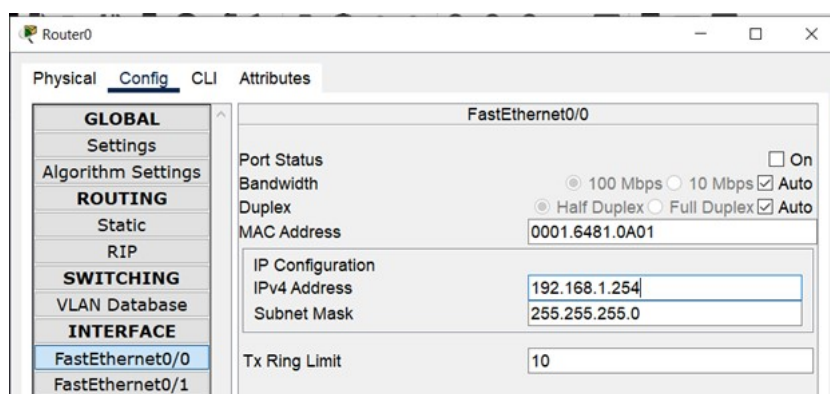 Router0
Physical Config CLI Attributes
GLOBAL
Settings
Algorithm Settings
ROUTING
Static
RIP
SWITCHING
VLAN Database
INTERFACE
FastEthernet0/0
FastEthernet0/1
FastEthernet0/0
Port Status On
Bandwidth 100 Mbps 10 Mbps Auto
Duplex Half Duplex Full Duplex Auto
MAC Address 0001.6481.0A01
IP Configuration
IPv4 Address 192.168.1.254
Subnet Mask 255.255.255.0
Tx Ring Limit 10